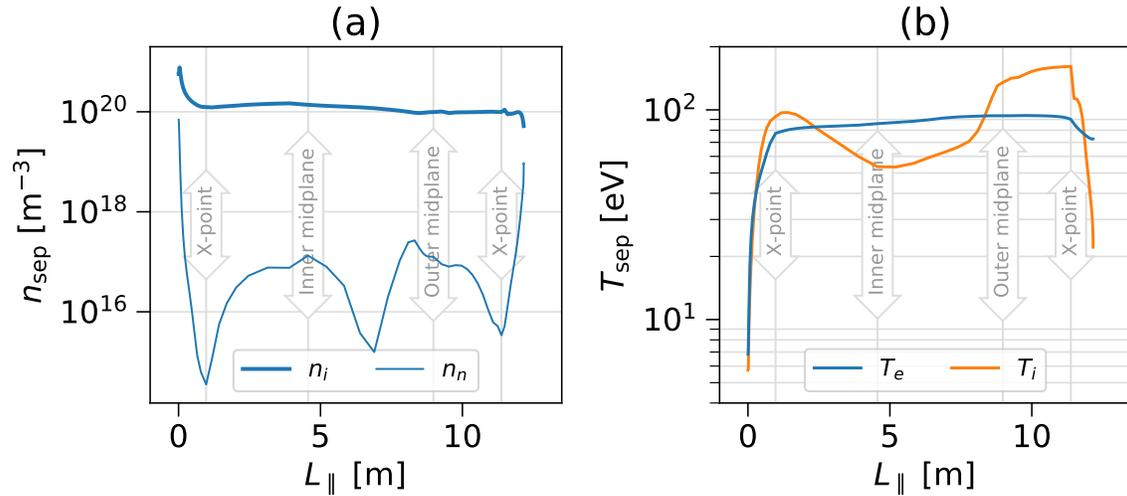 (a)
n_sep [m^−3]
10^20
10^18
10^16
X-point
Inner midplane
Outer midplane
X-point
n_i
n_n
0
5
10
L_∥ [m]
(b)
T_sep [eV]
10^2
10^1
X-point
Inner midplane
Outer midplane
X-point
T_e
T_i
0
5
10
L_∥ [m]